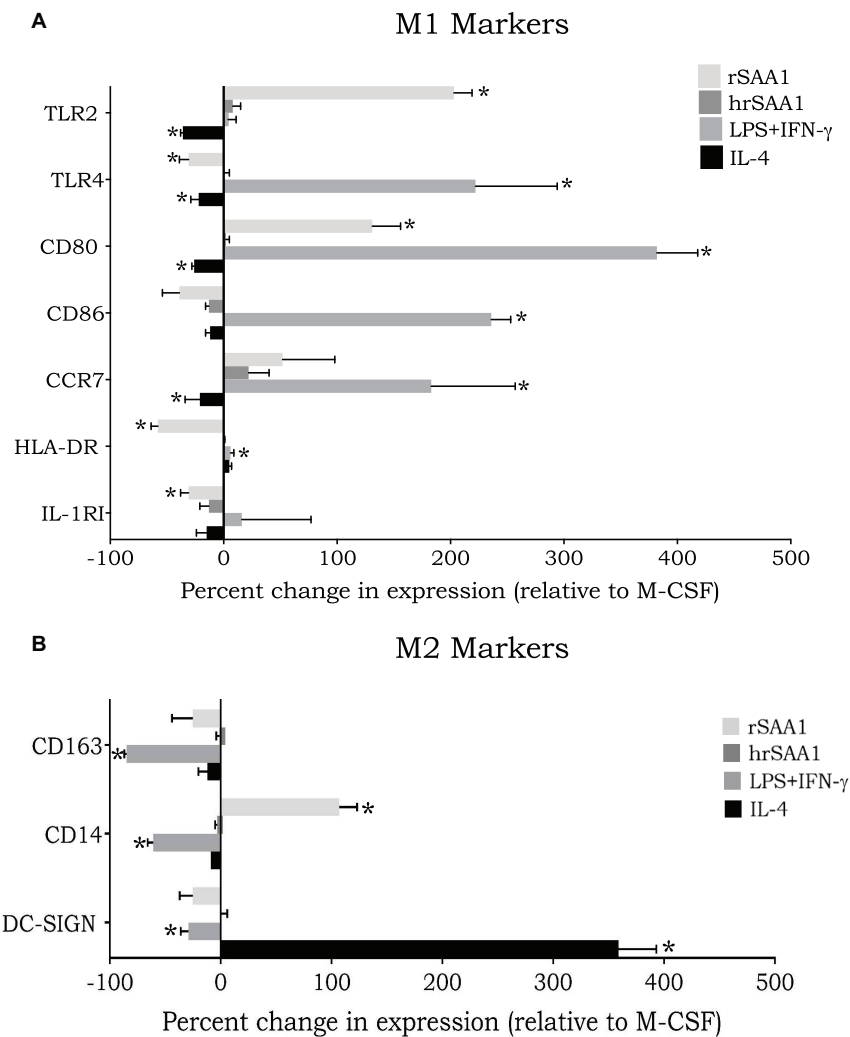 A
M1 Markers
rSAA1
hrSAA1
LPS+IFN-γ
IL-4
TLR2 * *
TLR4 * * *
CD80 * * *
CD86 *
CCR7 * *
HLA-DR * *
IL-1RI *
-100 0 100 200 300 400 500
Percent change in expression (relative to M-CSF)
B
M2 Markers
rSAA1
hrSAA1
LPS+IFN-γ
IL-4
CD163 *
CD14 * *
DC-SIGN * *
-100 0 100 200 300 400 500
Percent change in expression (relative to M-CSF)